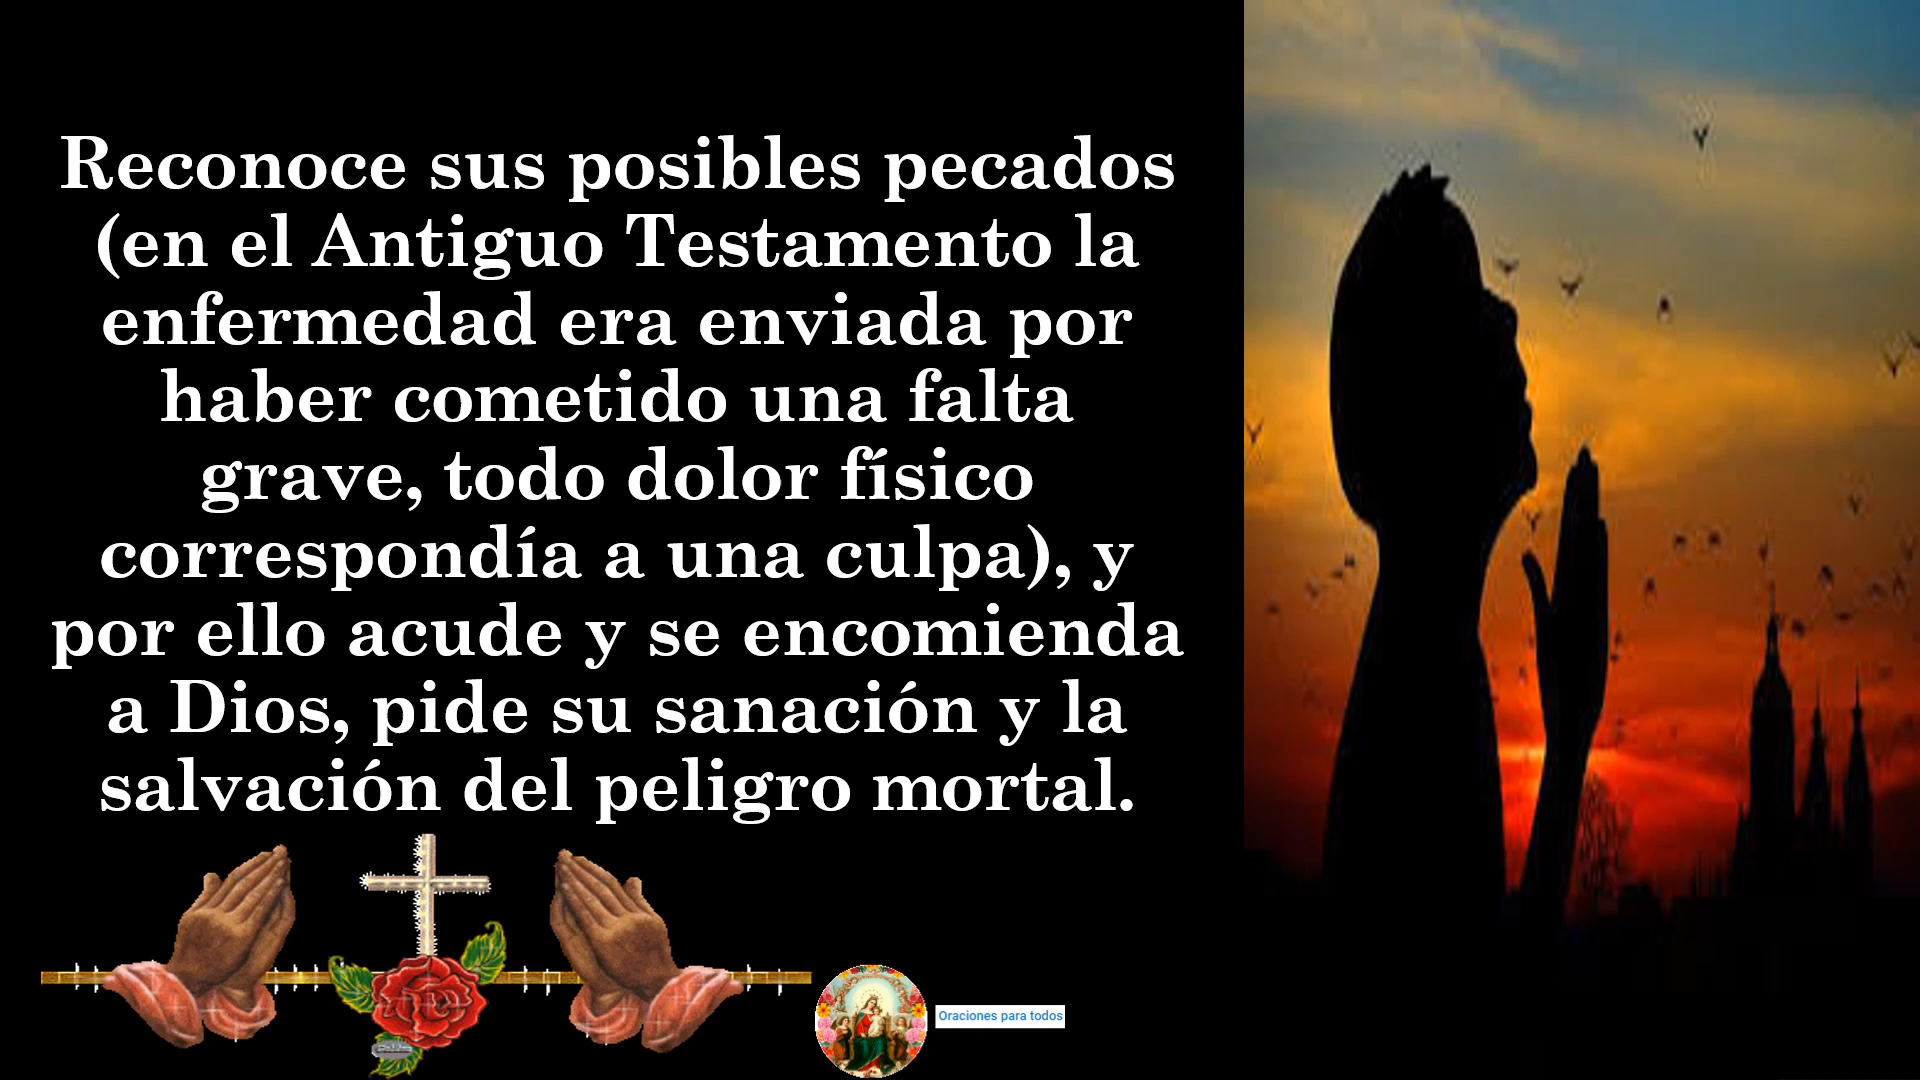 Reconoce sus posibles pecados
(en el Antiguo Testamento la
enfermedad era enviada por
haber cometido una falta
grave, todo dolor físico
correspondía a una culpa), y
por ello acude y se encomienda
a Dios, pide su sanación y la
salvación del peligro mortal.
Oraciones para todos